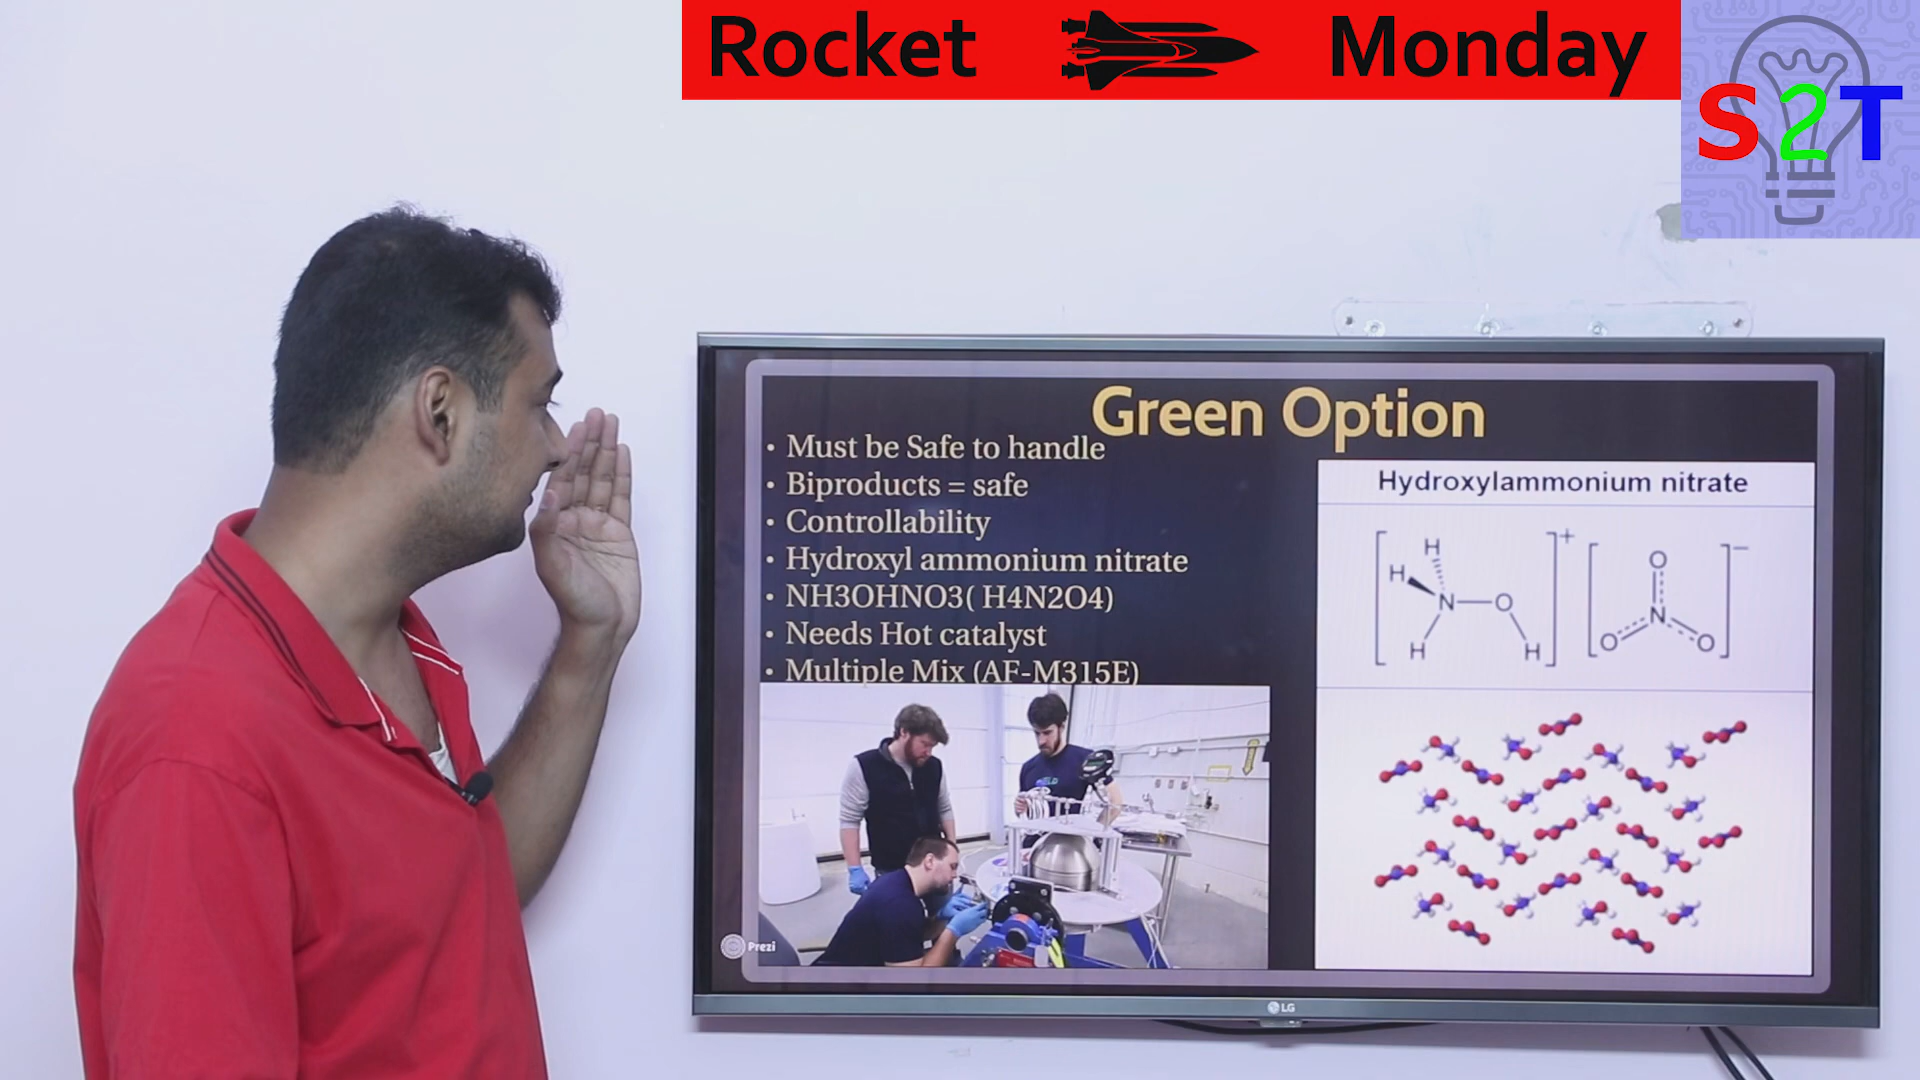 Rocket Monday
S2T
Green Option
• Must be Safe to handle
• Biproducts = safe
• Controllability
• Hydroxyl ammonium nitrate
• NH3OHNO3( H4N2O4)
• Needs Hot catalyst
• Multiple Mix (AF-M315E)
Hydroxylammonium nitrate
H
H
N
O
H
H
+
O
N
O
O
−
Prezi
LG